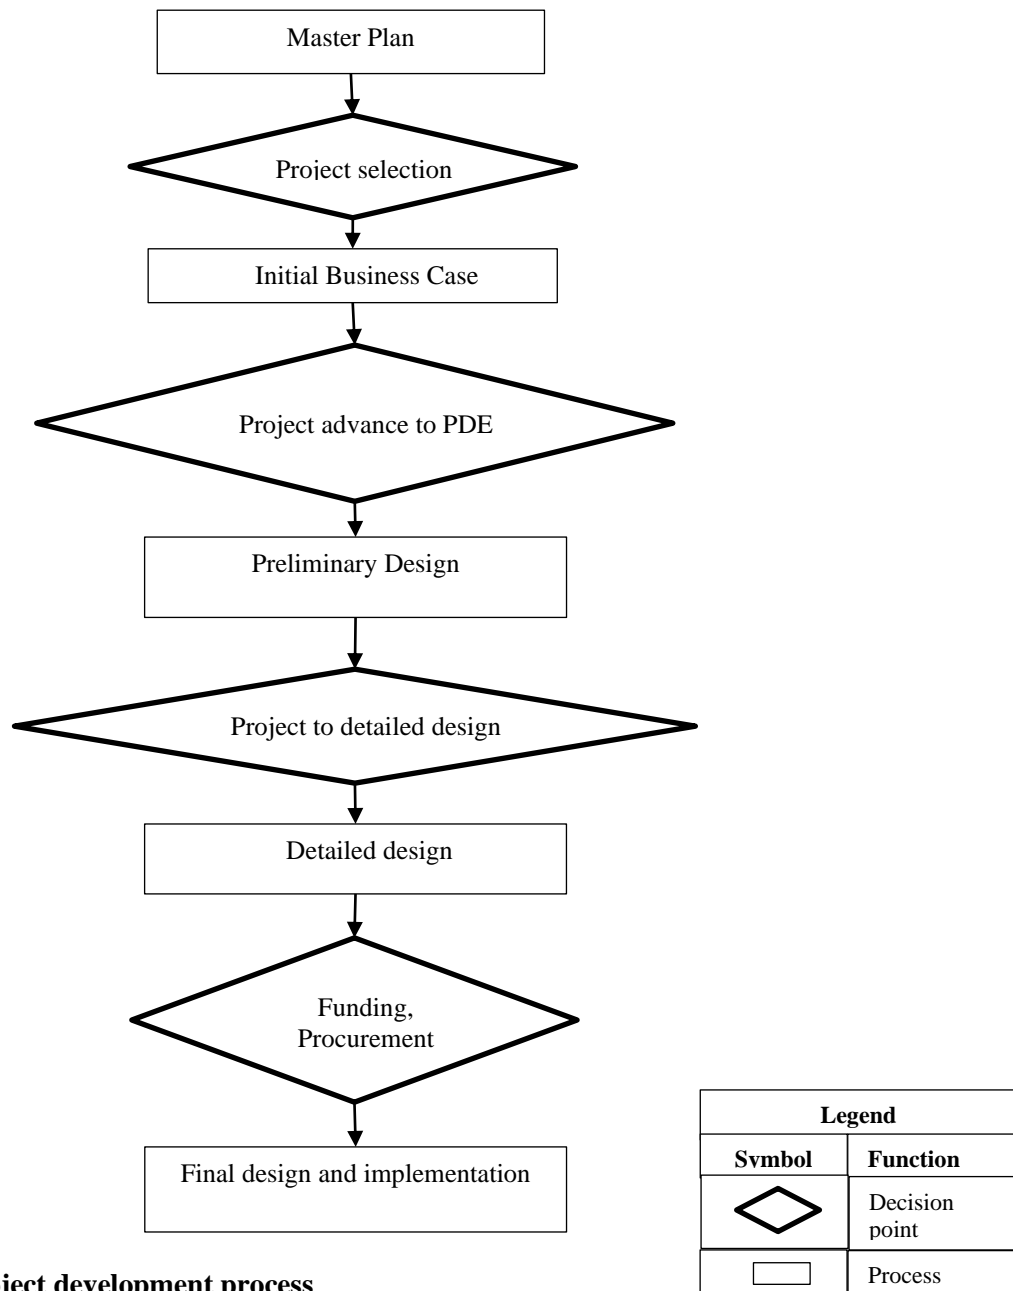 Master Plan
Project selection
Initial Business Case
Project advance to PDE
Preliminary Design
Project to detailed design
Detailed design
Funding,
Procurement
Final design and implementation
Legend
Symbol Function
Decision
point
Process
ject development process